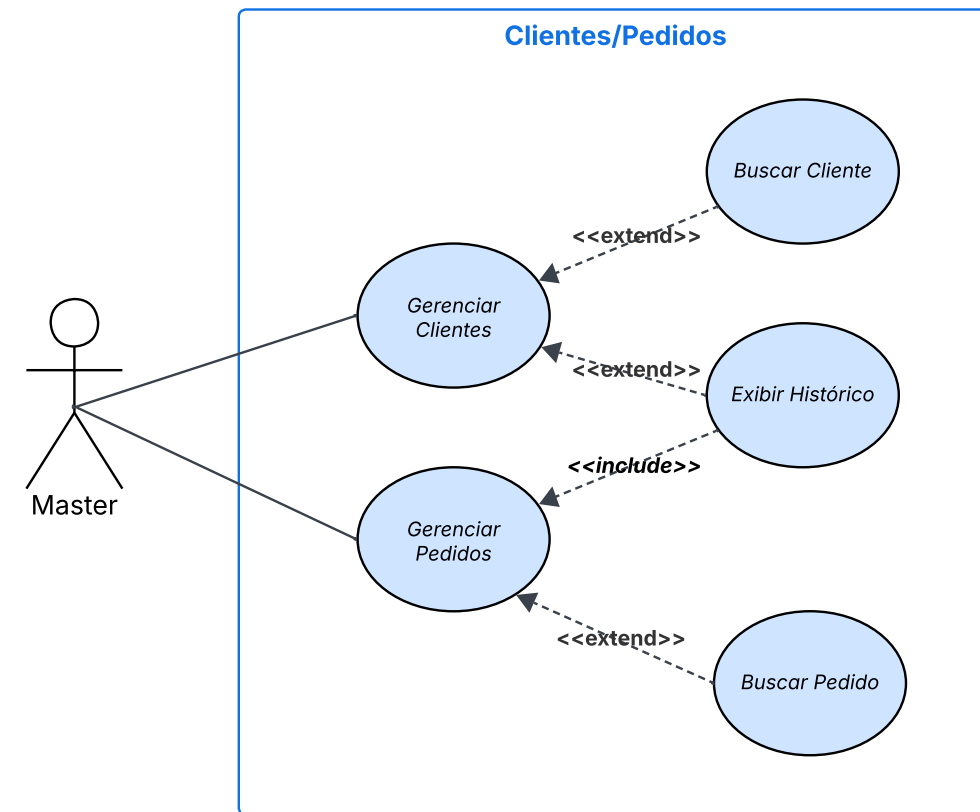 Clientes/Pedidos
Buscar Cliente
<<extend>>
Gerenciar
Clientes
<<extend>>
Exibir Histórico
<<include>>
Master
Gerenciar
Pedidos
<<extend>>
Buscar Pedido